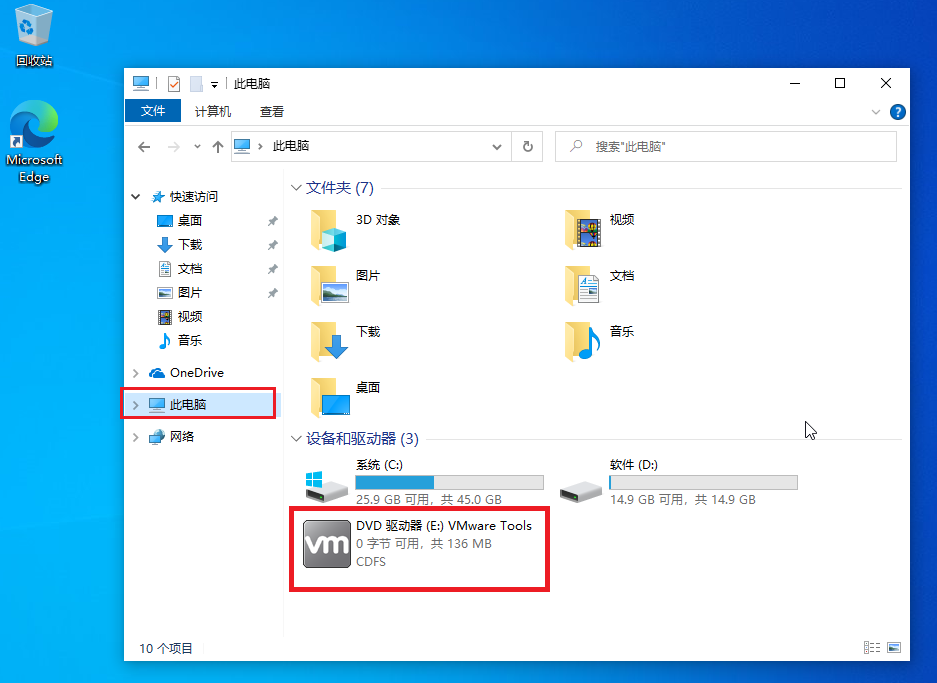 回收站
Microsoft
Edge
此电脑
文件 计算机 查看
?
此电脑
搜索"此电脑"
快速访问
桌面
下载
文档
图片
视频
音乐
OneDrive
此电脑
网络
文件夹 (7)
3D 对象
视频
图片
文档
下载
音乐
桌面
设备和驱动器 (3)
系统 (C:)
25.9 GB 可用，共 45.0 GB
软件 (D:)
14.9 GB 可用，共 14.9 GB
vm
DVD 驱动器 (E:) VMware Tools
0 字节 可用，共 136 MB
CDFS
10 个项目